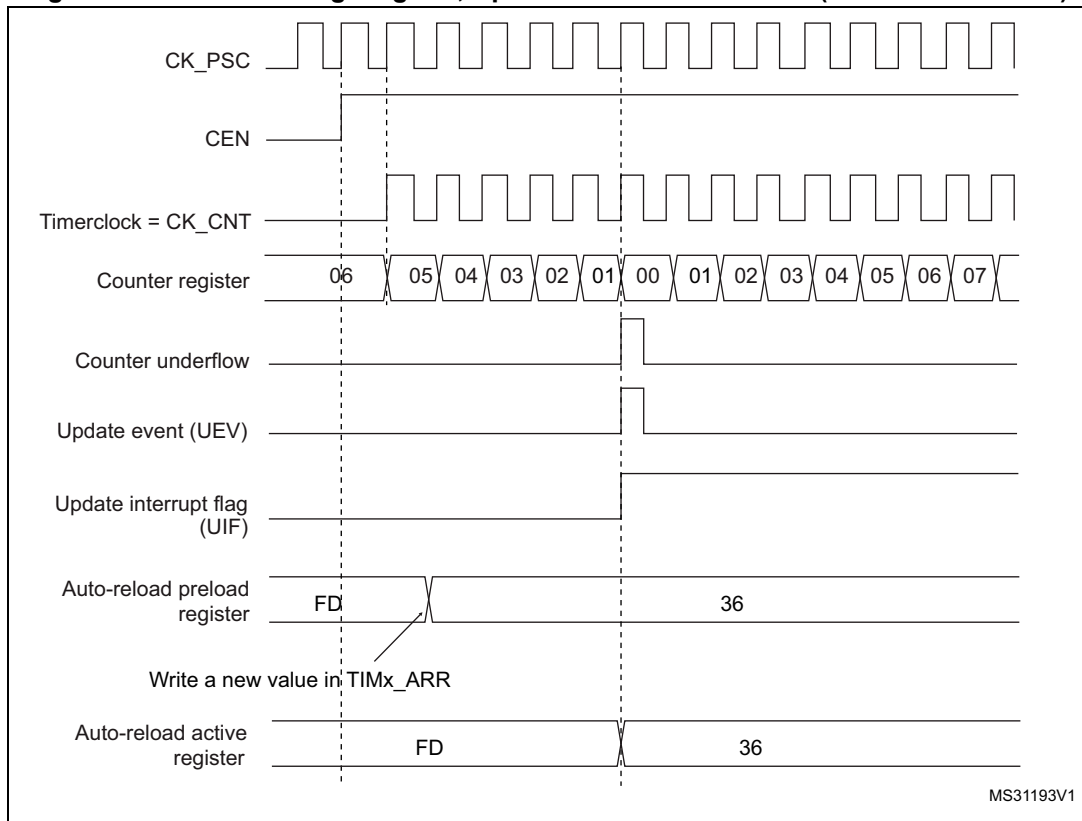 CK_PSC
CEN
Timerclock = CK_CNT
Counter register 06 05 04 03 02 01 00 01 02 03 04 05 06 07
Counter underflow
Update event (UEV)
Update interrupt flag
(UIF)
Auto-reload preload
register
FD 36
Write a new value in TIMx_ARR
Auto-reload active
register
FD 36
MS31193V1